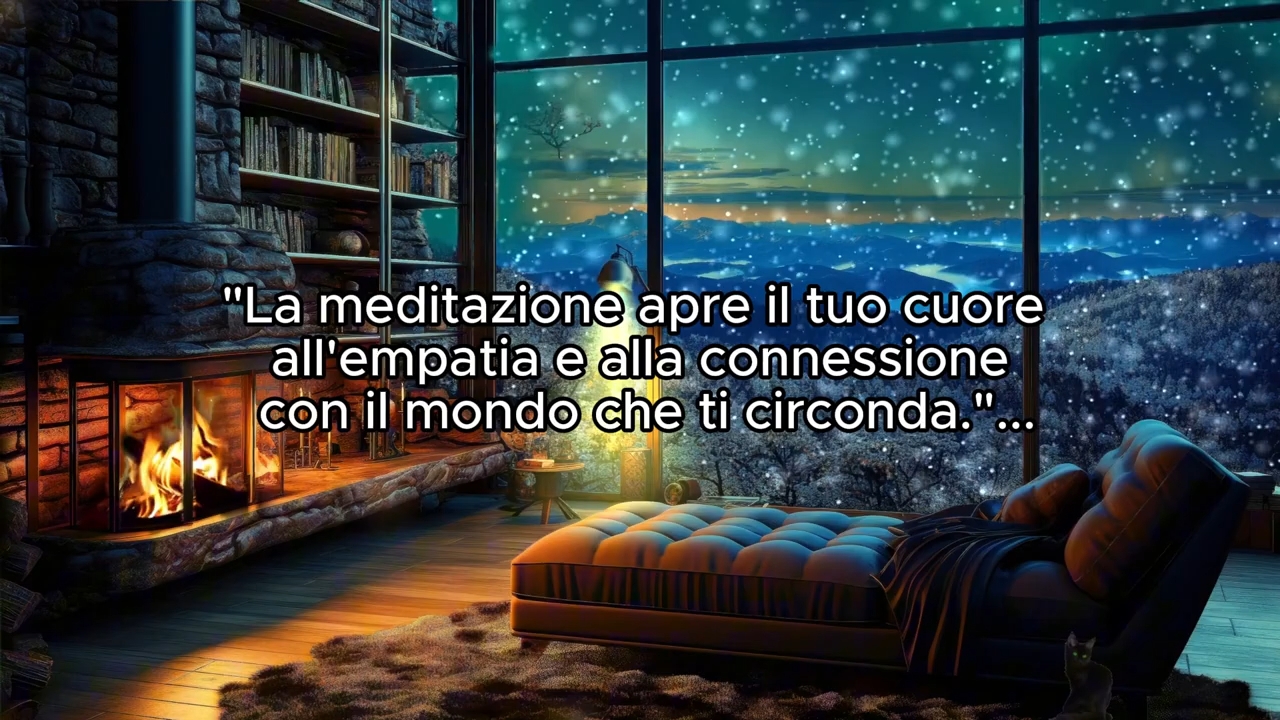 "La meditazione apre il tuo cuore
all'empatia e alla connessione
con il mondo che ti circonda."...